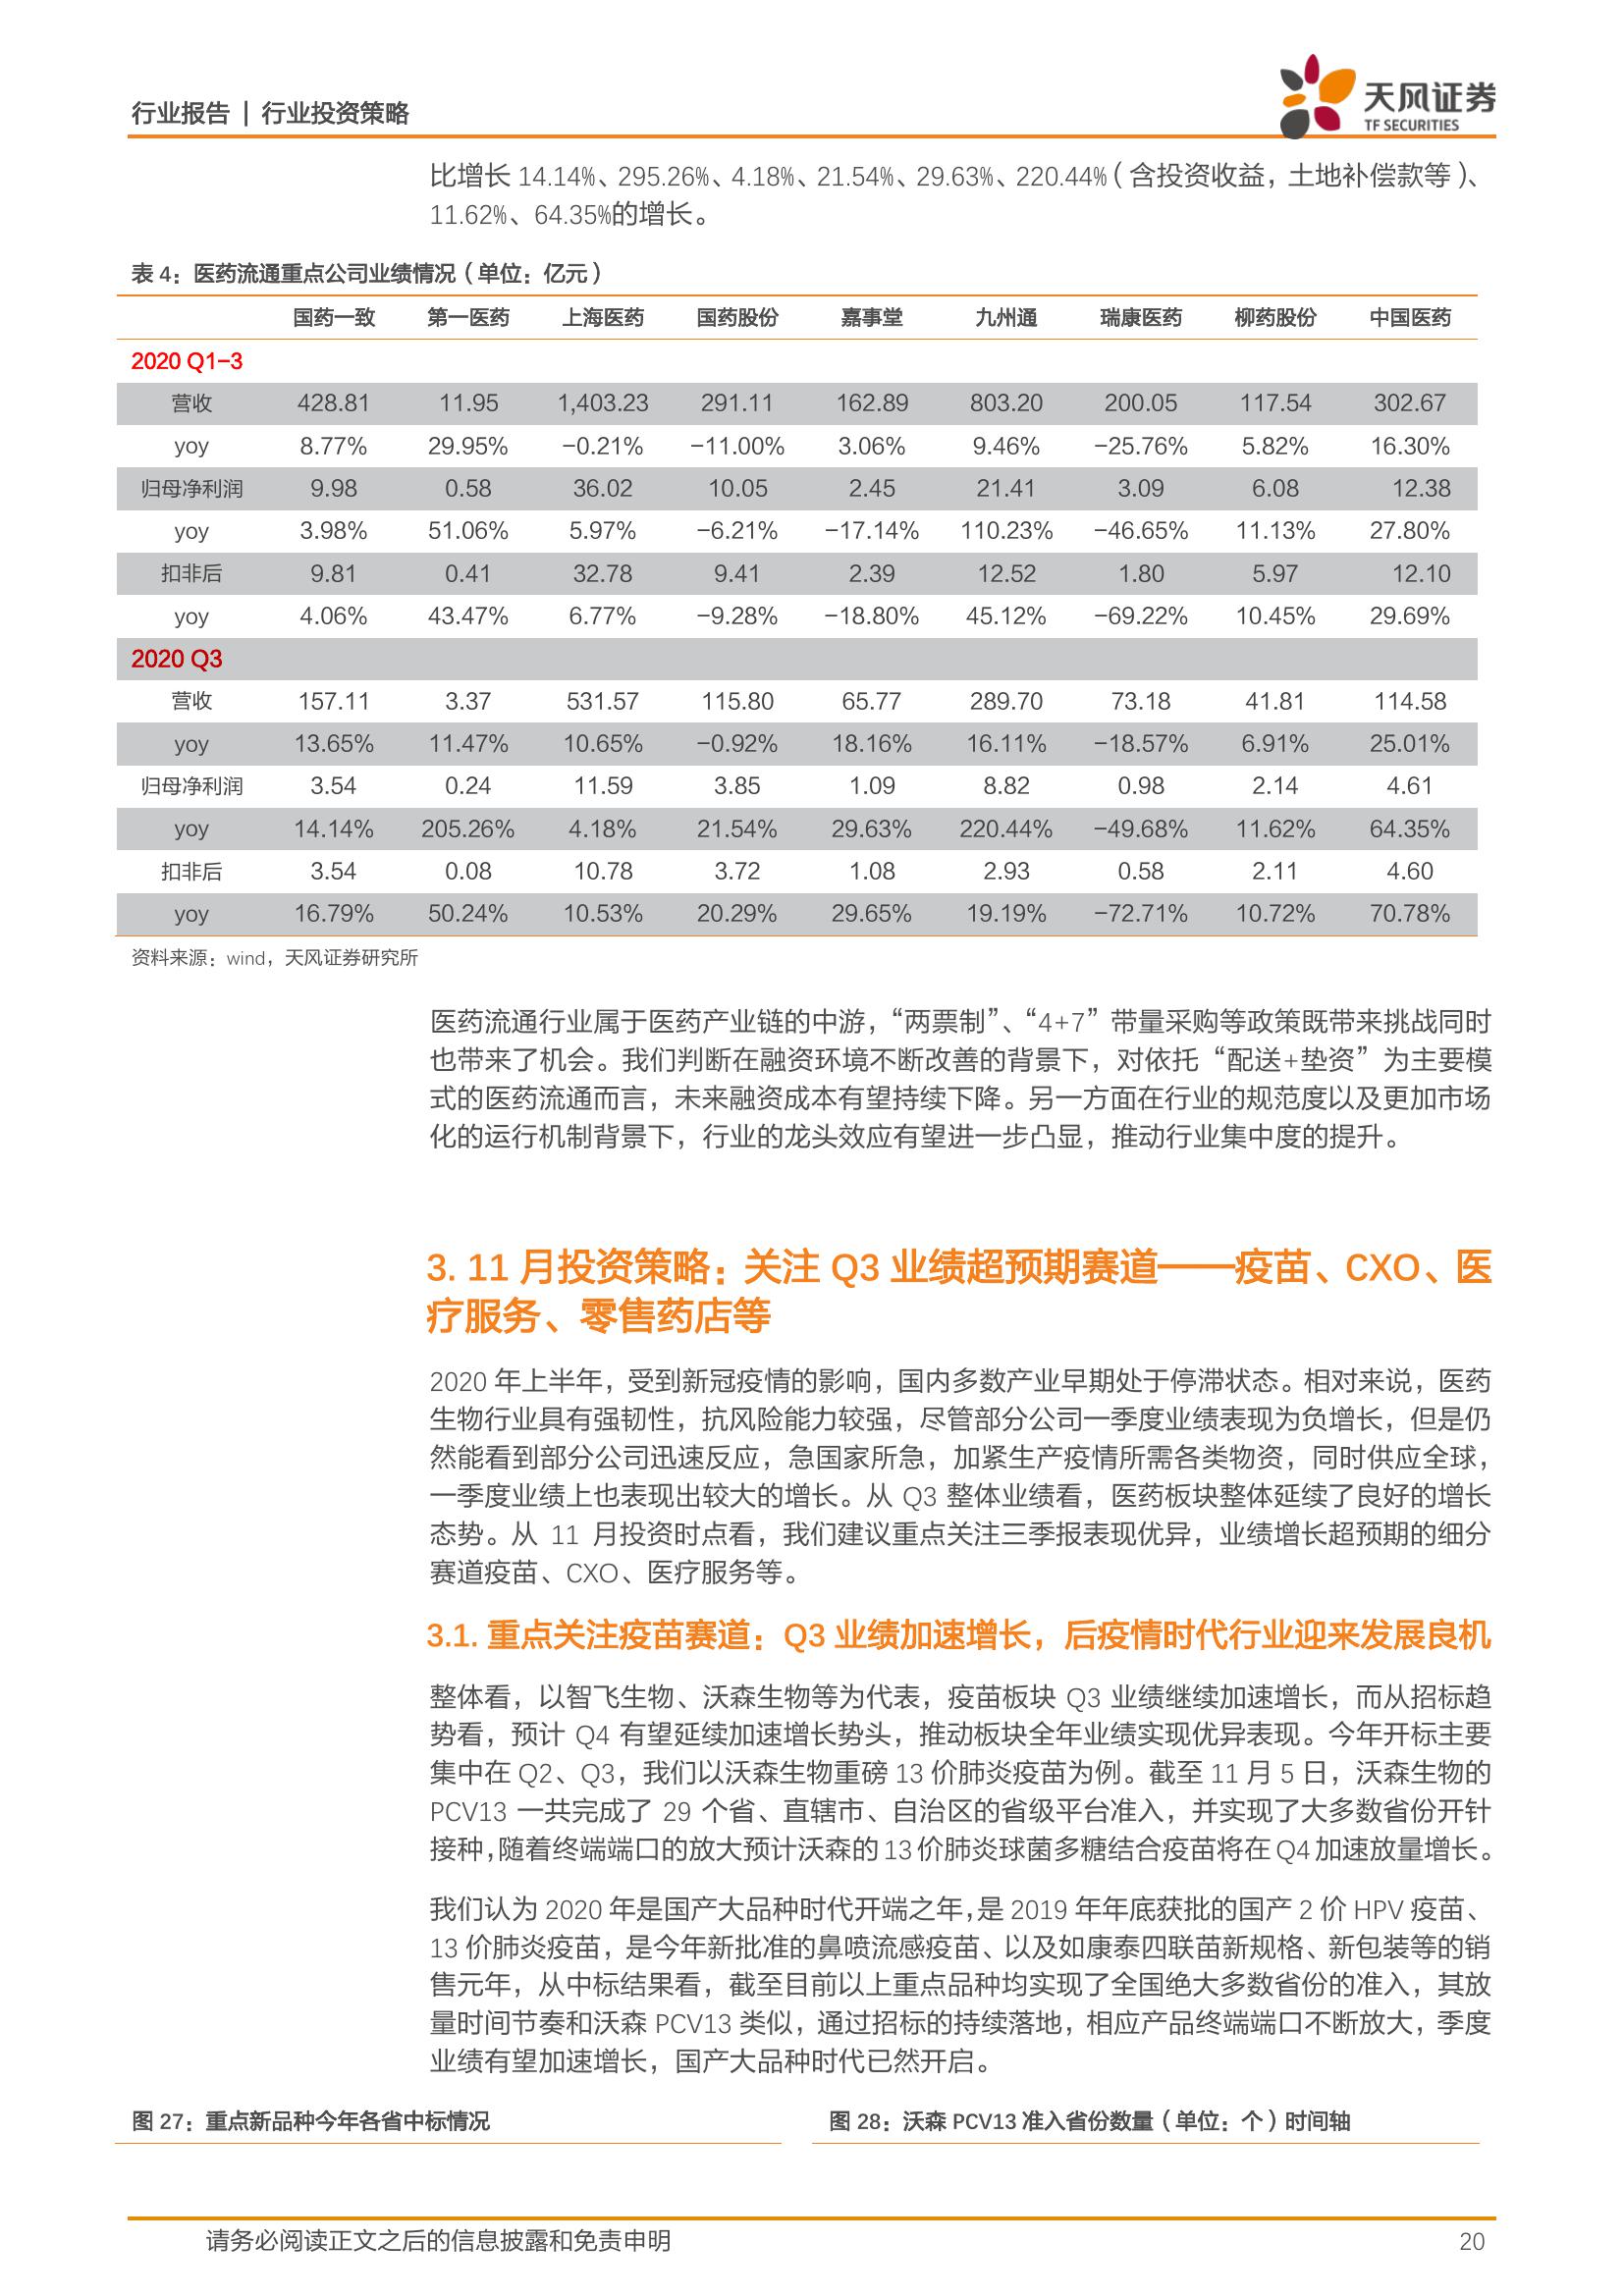 行业报告 | 行业投资策略
天风证券
TF SECURITIES
比增长 14.14%、295.26%、4.18%、21.54%、29.63%、220.44%（含投资收益，土地补偿款等）、
11.62%、64.35%的增长。
表 4：医药流通重点公司业绩情况（单位：亿元）
国药一致 第一医药 上海医药 国药股份 嘉事堂 九州通 瑞康医药 柳药股份 中国医药
2020 Q1-3
营收 428.81 11.95 1,403.23 291.11 162.89 803.20 200.05 117.54 302.67
yoy 8.77% 29.95% -0.21% -11.00% 3.06% 9.46% -25.76% 5.82% 16.30%
归母净利润 9.98 0.58 36.02 10.05 2.45 21.41 3.09 6.08 12.38
yoy 3.98% 51.06% 5.97% -6.21% -17.14% 110.23% -46.65% 11.13% 27.80%
扣非后 9.81 0.41 32.78 9.41 2.39 12.52 1.80 5.97 12.10
yoy 4.06% 43.47% 6.77% -9.28% -18.80% 45.12% -69.22% 10.45% 29.69%
2020 Q3
营收 157.11 3.37 531.57 115.80 65.77 289.70 73.18 41.81 114.58
yoy 13.65% 11.47% 10.65% -0.92% 18.16% 16.11% -18.57% 6.91% 25.01%
归母净利润 3.54 0.24 11.59 3.85 1.09 8.82 0.98 2.14 4.61
yoy 14.14% 205.26% 4.18% 21.54% 29.63% 220.44% -49.68% 11.62% 64.35%
扣非后 3.54 0.08 10.78 3.72 1.08 2.93 0.58 2.11 4.60
yoy 16.79% 50.24% 10.53% 20.29% 29.65% 19.19% -72.71% 10.72% 70.78%
资料来源：wind，天风证券研究所
医药流通行业属于医药产业链的中游，“两票制”、“4+7”带量采购等政策既带来挑战同时
也带来了机会。我们判断在融资环境不断改善的背景下，对依托“配送+垫资”为主要模
式的医药流通而言，未来融资成本有望持续下降。另一方面在行业的规范度以及更加市场
化的运行机制背景下，行业的龙头效应有望进一步凸显，推动行业集中度的提升。
3. 11 月投资策略：关注 Q3 业绩超预期赛道——疫苗、CXO、医
疗服务、零售药店等
2020 年上半年，受到新冠疫情的影响，国内多数产业早期处于停滞状态。相对来说，医药
生物行业具有强韧性，抗风险能力较强，尽管部分公司一季度业绩表现为负增长，但是仍
然能看到部分公司迅速反应，急国家所急，加紧生产疫情所需各类物资，同时供应全球，
一季度业绩上也表现出较大的增长。从 Q3 整体业绩看，医药板块整体延续了良好的增长
态势。从 11 月投资时点看，我们建议重点关注三季报表现优异，业绩增长超预期的细分
赛道疫苗、CXO、医疗服务等。
3.1. 重点关注疫苗赛道：Q3 业绩加速增长，后疫情时代行业迎来发展良机
整体看，以智飞生物、沃森生物等为代表，疫苗板块 Q3 业绩继续加速增长，而从招标趋
势看，预计 Q4 有望延续加速增长势头，推动板块全年业绩实现优异表现。今年开标主要
集中在 Q2、Q3，我们以沃森生物重磅 13 价肺炎疫苗为例。截至 11 月 5 日，沃森生物的
PCV13 一共完成了 29 个省、直辖市、自治区的省级平台准入，并实现了大多数省份开针
接种，随着终端端口的放大预计沃森的 13 价肺炎球菌多糖结合疫苗将在 Q4 加速放量增长。
我们认为 2020 年是国产大品种时代开端之年，是 2019 年年底获批的国产 2 价 HPV 疫苗、
13 价肺炎疫苗，是今年新批准的鼻喷流感疫苗、以及如康泰四联苗新规格、新包装等的销
售元年，从中标结果看，截至目前以上重点品种均实现了全国绝大多数省份的准入，其放
量时间节奏和沃森 PCV13 类似，通过招标的持续落地，相应产品终端端口不断放大，季度
业绩有望加速增长，国产大品种时代已然开启。
图 27：重点新品种今年各省中标情况
图 28：沃森 PCV13 准入省份数量（单位：个）时间轴
请务必阅读正文之后的信息披露和免责申明
20